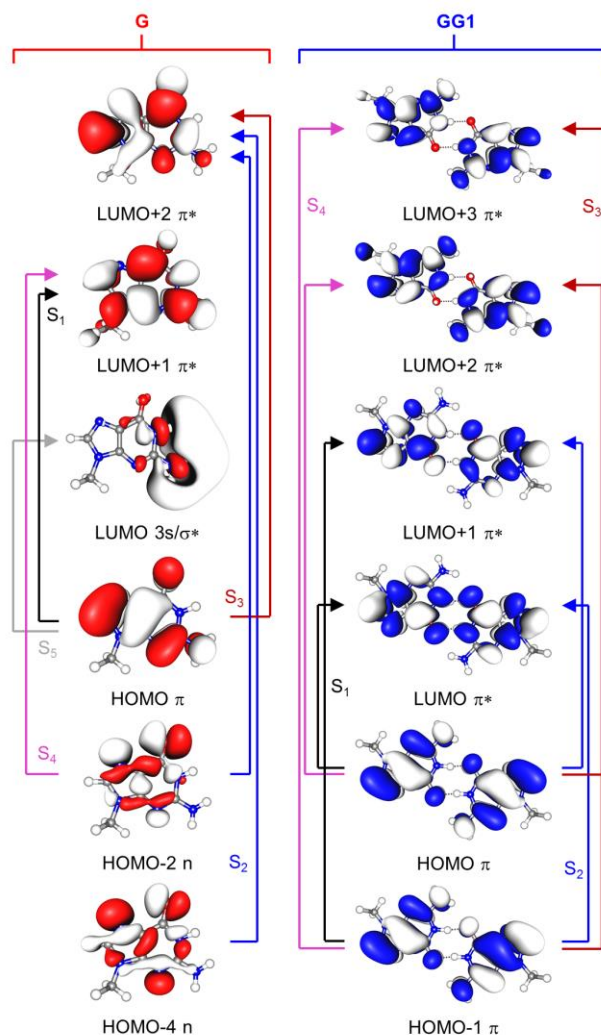 G
GG1
LUMO+2 π*
LUMO+3 π*
S4
S3
S1
LUMO+1 π*
LUMO+2 π*
LUMO 3s/σ*
LUMO+1 π*
S3
S5
HOMO π
LUMO π*
S1
S4
HOMO-2 n
HOMO π
S2
S2
HOMO-4 n
HOMO-1 π